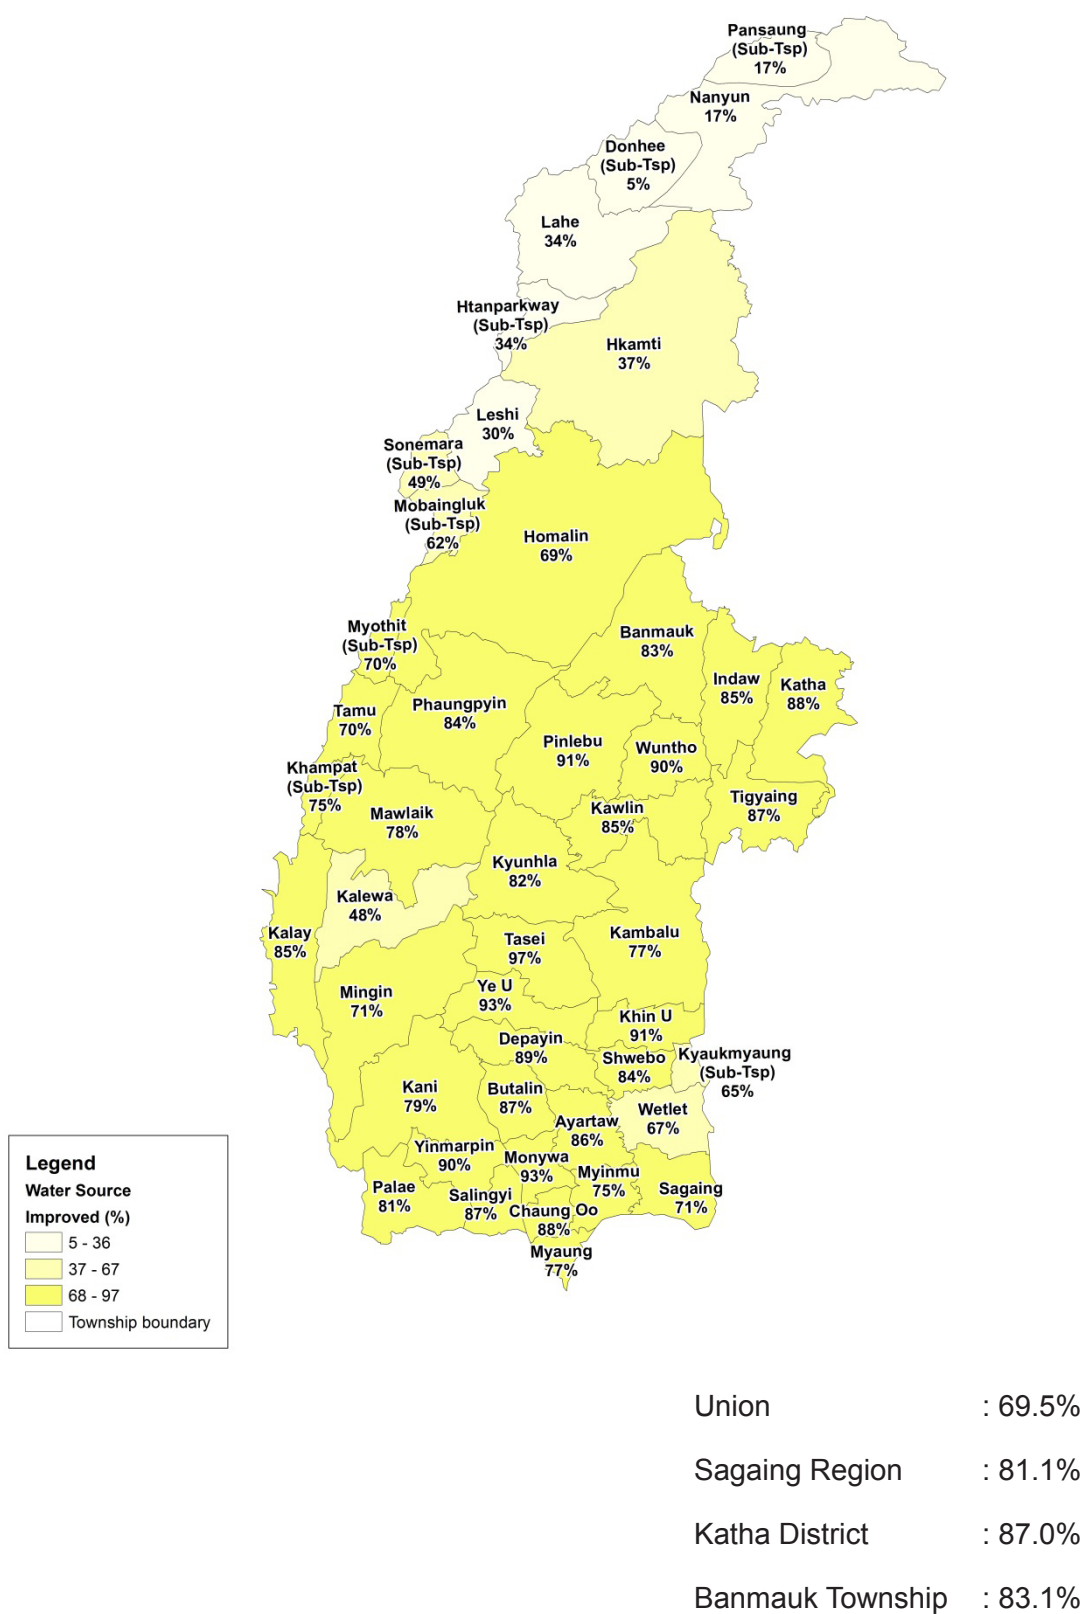 Pansaung
(Sub-Tsp)
17%
Nanyun
17%
Donhee
(Sub-Tsp)
5%
Lahe
34%
Htanparkway
(Sub-Tsp)
34%
Hkamti
37%
Leshi
30%
Sonemara
(Sub-Tsp)
49%
Mobaingluk
(Sub-Tsp)
62%
Homalin
69%
Myothit
(Sub-Tsp)
70%
Banmauk
83%
Indaw
85%
Katha
88%
Tamu
70%
Phaungpyin
84%
Pinlebu
91%
Wuntho
90%
Khampat
(Sub-Tsp)
75%
Mawlaik
78%
Kawlin
85%
Tigyaing
87%
Kyunhla
82%
Kalewa
48%
Kalay
85%
Tasei
97%
Kambalu
77%
Mingin
71%
Ye U
93%
Khin U
91%
Depayin
89%
Shwebo
84%
Kyaukmyaung
(Sub-Tsp)
65%
Kani
79%
Butalin
87%
Ayartaw
86%
Wetlet
67%
Yinmarpin
90%
Monywa
93%
Myinmu
75%
Palae
81%
Salingyi
87%
Chaung Oo
88%
Sagaing
71%
Myaung
77%
Legend
Water Source
Improved (%)
5 - 36
37 - 67
68 - 97
Township boundary
Union : 69.5%
Sagaing Region : 81.1%
Katha District : 87.0%
Banmauk Township : 83.1%